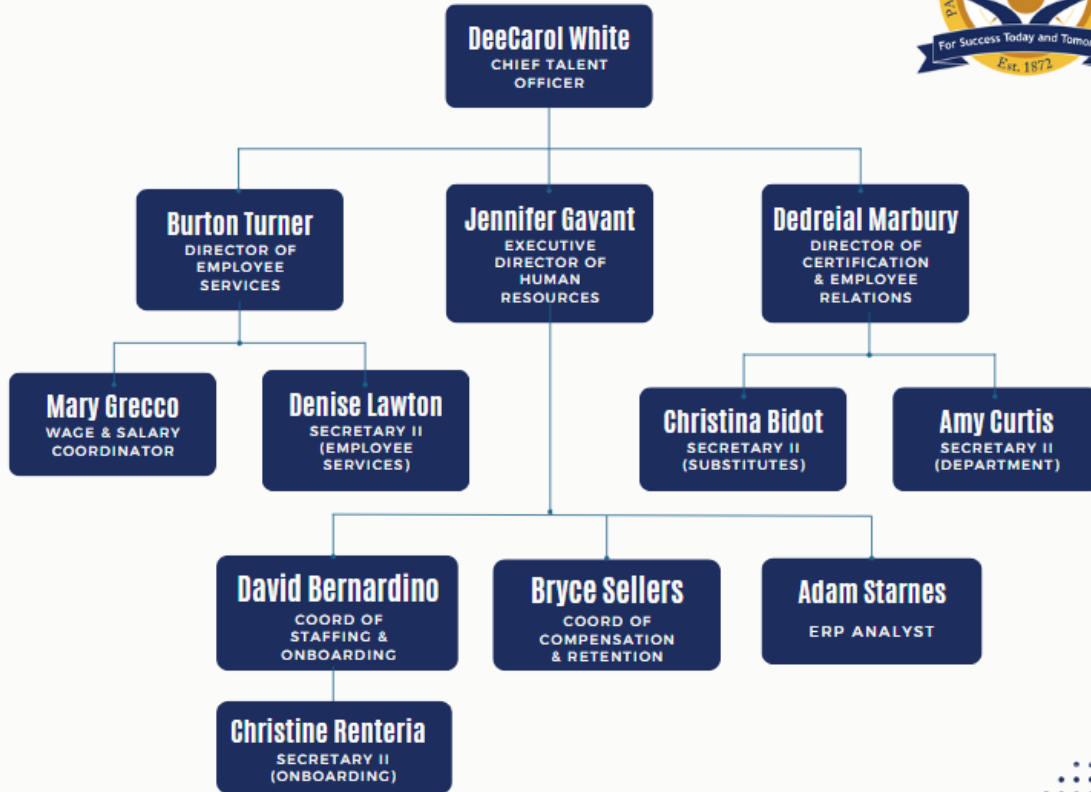 DeeCarol White
CHIEF TALENT
OFFICER
For Success Today and
Est. 1872
Burton Turner
DIRECTOR OF
EMPLOYEE
SERVICES
Jennifer Gavant
EXECUTIVE
DIRECTOR OF
HUMAN
RESOURCES
Dedreial Marbury
DIRECTOR OF
CERTIFICATION
& EMPLOYEE
RELATIONS
Mary Grecco
WAGE & SALARY
COORDINATOR
Denise Lawton
SECRETARY II
(EMPLOYEE
SERVICES)
Christina Bidot
SECRETARY II
(SUBSTITUTES)
Amy Curtis
SECRETARY II
(DEPARTMENT)
David Bernardino
COORD OF
STAFFING &
ONBOARDING
Bryce Sellers
COORD OF
COMPENSATION
& RETENTION
Adam Starnes
ERP ANALYST
Christine Renteria
SECRETARY II
(ONBOARDING)